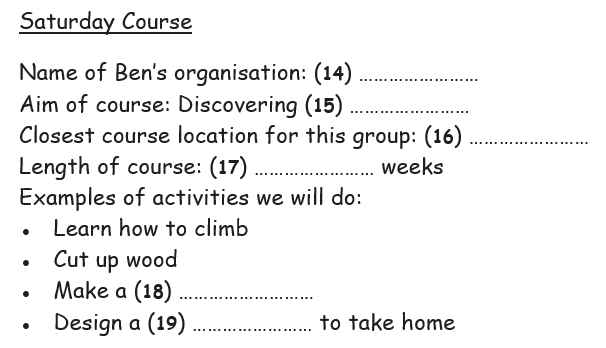 Saturday Course
Name of Ben's organisation: (14) ……………………
Aim of course: Discovering (15) ……………………
Closest course location for this group: (16) ……………………
Length of course: (17) …………………… weeks
Examples of activities we will do:
• Learn how to climb
• Cut up wood
• Make a (18) ………………………
• Design a (19) …………………… to take home